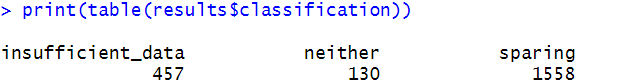 > print(table(results$classification))
insufficient_data neither sparing
457 130 1558